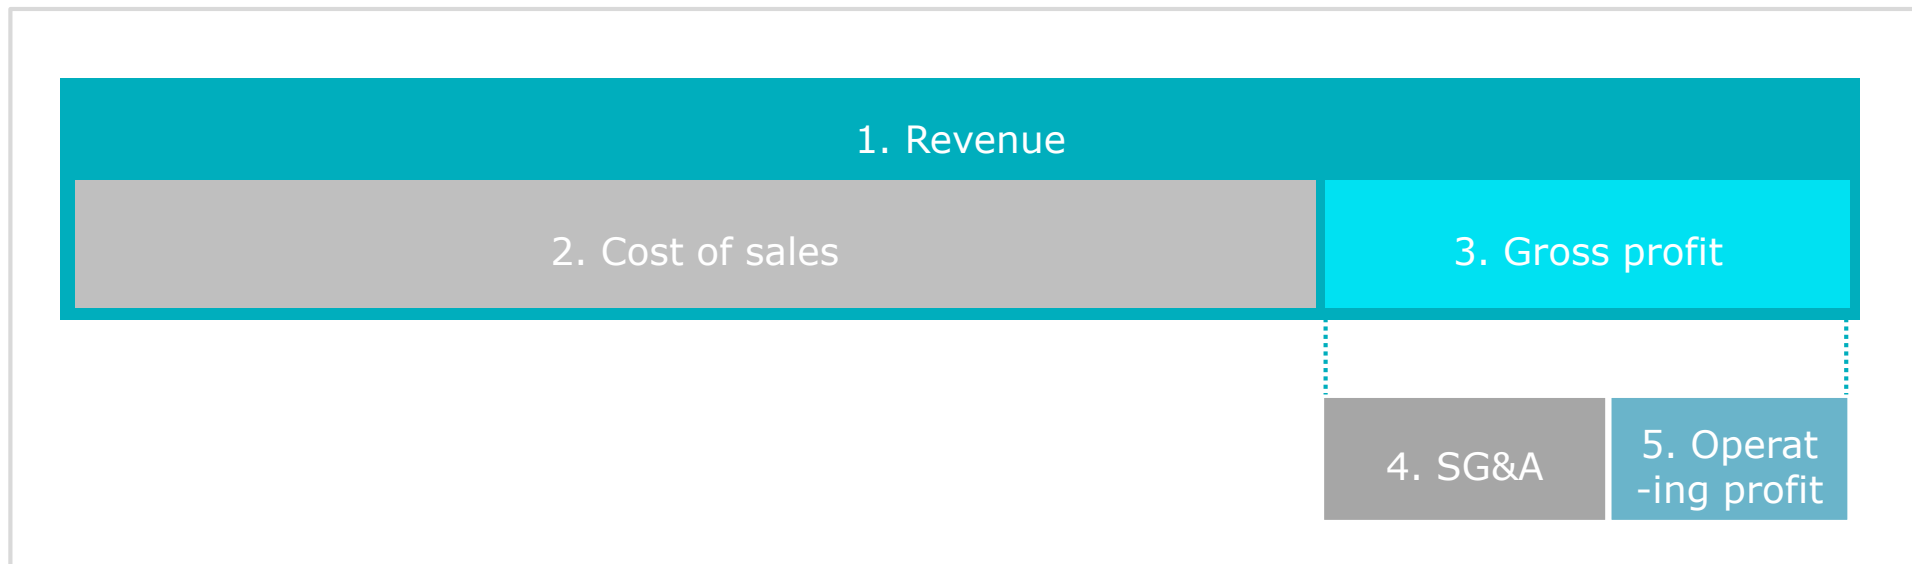 1. Revenue
2. Cost of sales
3. Gross profit
4. SG&A
5. Operat
-ing profit